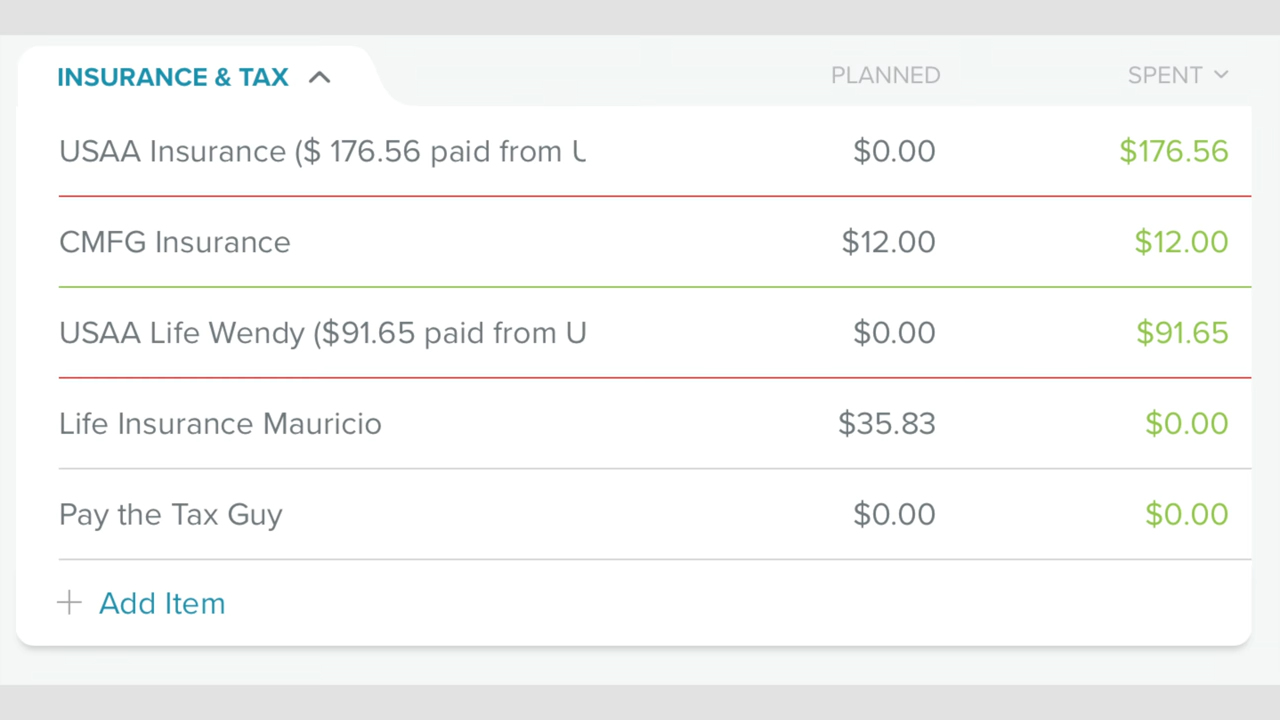 INSURANCE & TAX PLANNED SPENT
USAA Insurance ($ 176.56 paid from $0.00 $176.56
CMFG Insurance $12.00 $12.00
USAA Life Wendy ($91.65 paid from U $0.00 $91.65
Life Insurance Mauricio $35.83 $0.00
Pay the Tax Guy $0.00 $0.00
+ Add Item